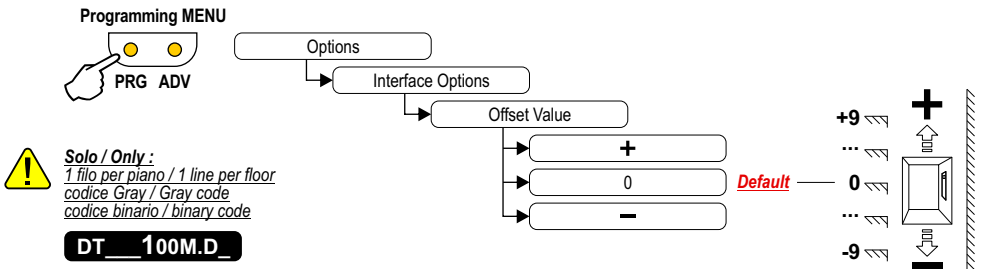 Programming MENU
PRG ADV
Options
Interface Options
Offset Value
+
0
−
Default
+9
...
0
...
-9
+
−
Solo / Only :
1 filo per piano / 1 line per floor
codice Gray / Gray code
codice binario / binary code
DT___100M.D_